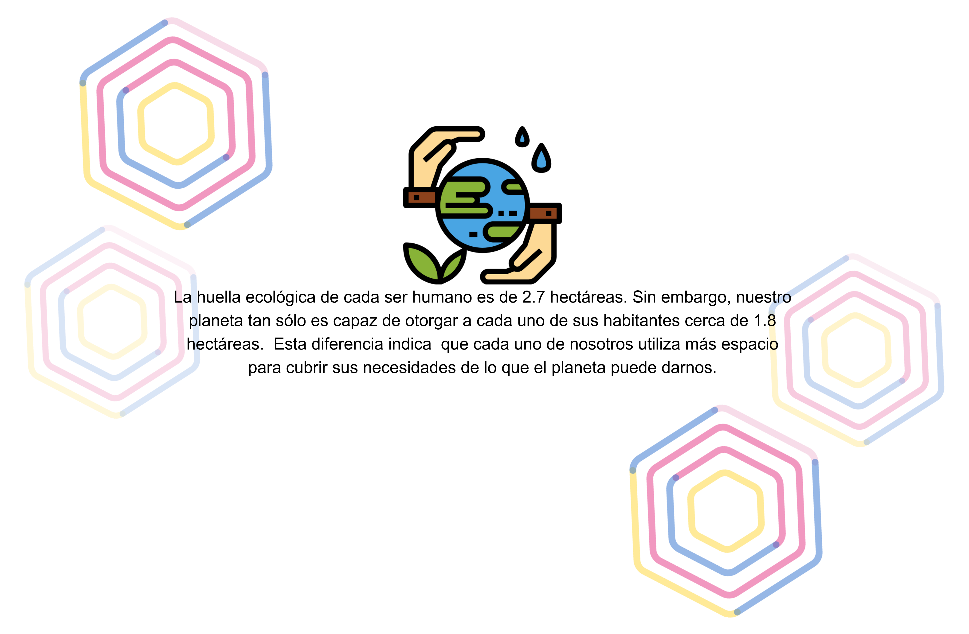 La huella ecológica de cada ser humano es de 2.7 hectáreas. Sin embargo, nuestro
planeta tan sólo es capaz de otorgar a cada uno de sus habitantes cerca de 1.8
hectáreas.  Esta diferencia indica  que cada uno de nosotros utiliza más espacio
para cubrir sus necesidades de lo que el planeta puede darnos.